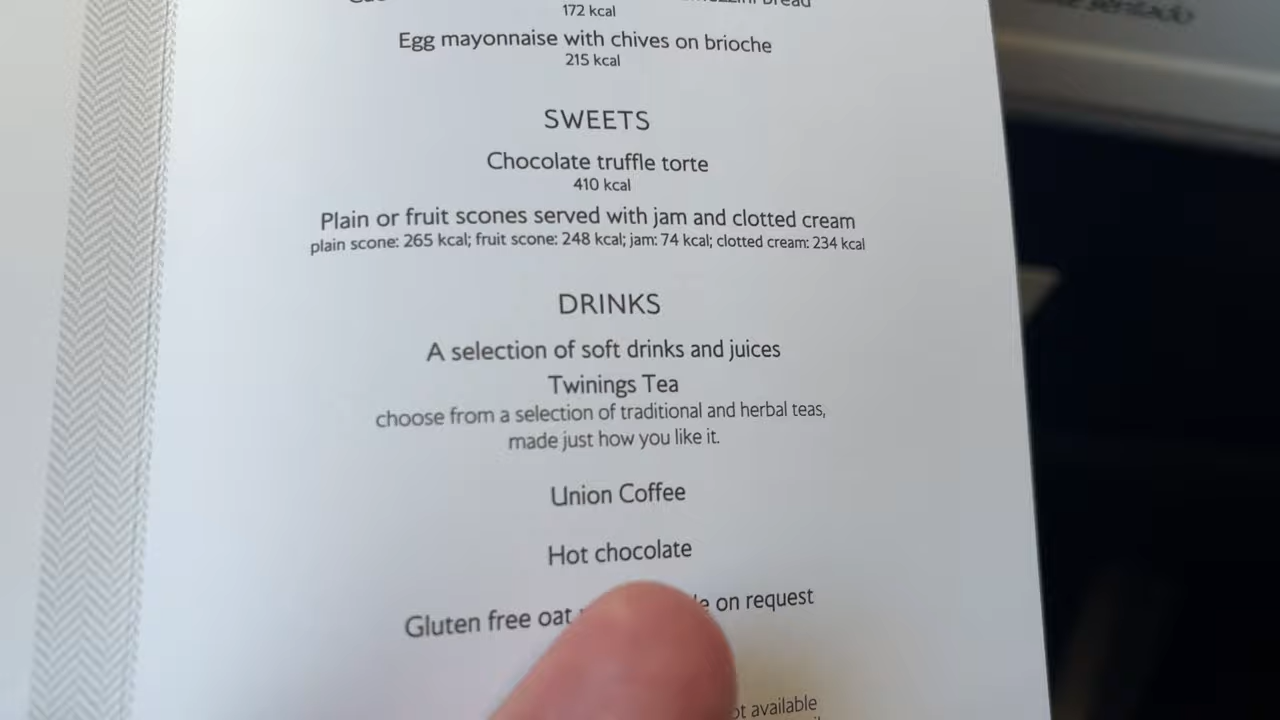 bread
172 kcal
Egg mayonnaise with chives on brioche
215 kcal
SWEETS
Chocolate truffle torte
410 kcal
Plain or fruit scones served with jam and clotted cream
plain scone: 265 kcal; fruit scone: 248 kcal; jam: 74 kcal; clotted cream: 234 kcal
DRINKS
A selection of soft drinks and juices
Twinings Tea
choose from a selection of traditional and herbal teas,
made just how you like it.
Union Coffee
Hot chocolate
Gluten free oat on request
available